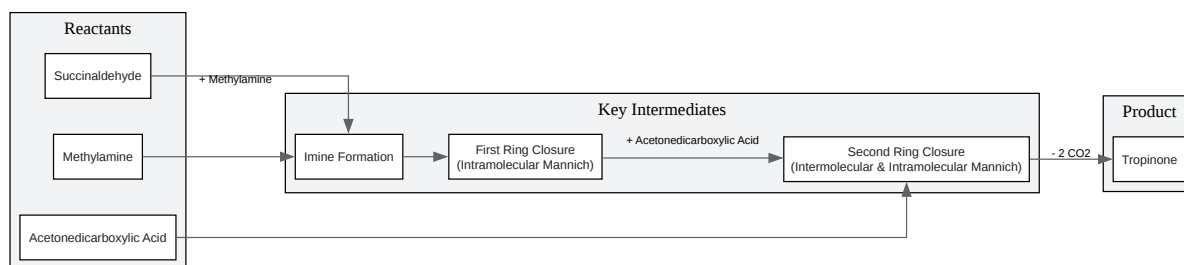 Reactants
Succinaldehyde
+ Methylamine
Methylamine
Acetonedicarboxylic Acid
Key Intermediates
Imine Formation
First Ring Closure
(Intramolecular Mannich)
+ Acetonedicarboxylic Acid
Second Ring Closure
(Intermolecular & Intramolecular Mannich)
- 2 CO2
Product
Tropinone